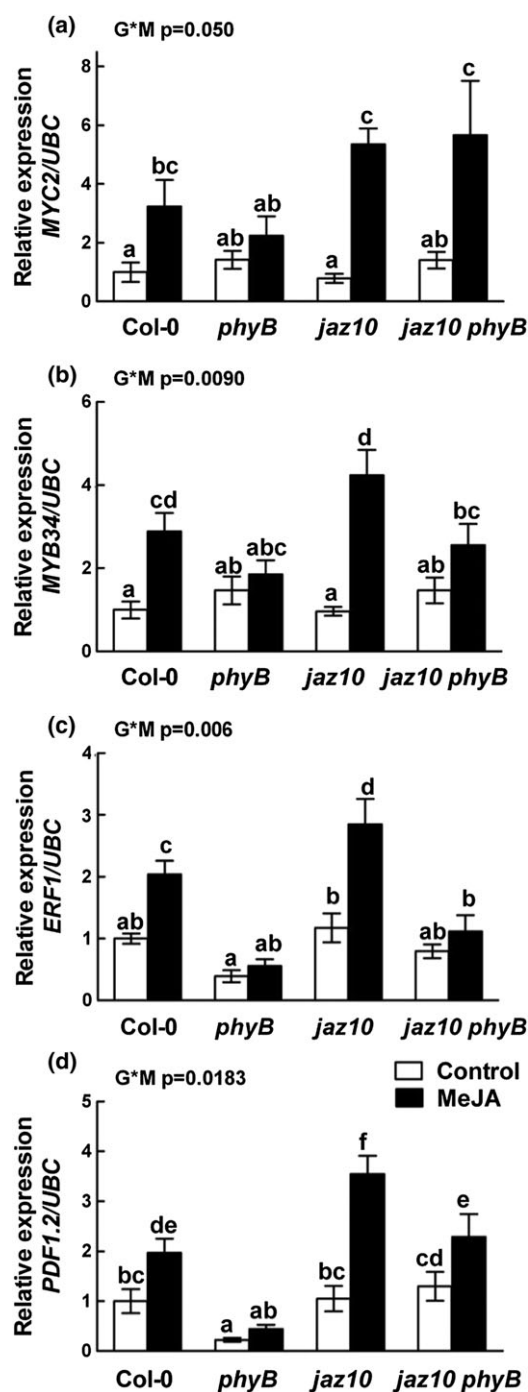 (a) G*M p=0.050
Relative expression
MYC2/UBC
8
6
4
2
0
a bc ab ab a c ab c
Col-0 phyB jaz10 jaz10 phyB
(b) G*M p=0.0090
Relative expression
MYB34/UBC
6
4
2
0
a cd ab abc a d ab bc
Col-0 phyB jaz10 jaz10 phyB
(c) G*M p=0.006
Relative expression
ERF1/UBC
4
3
2
1
0
ab c a ab b d ab b
Col-0 phyB jaz10 jaz10 phyB
(d) G*M p=0.0183
Control
MeJA
Relative expression
PDF1.2/UBC
5
4
3
2
1
0
bc de a ab bc f cd e
Col-0 phyB jaz10 jaz10 phyB